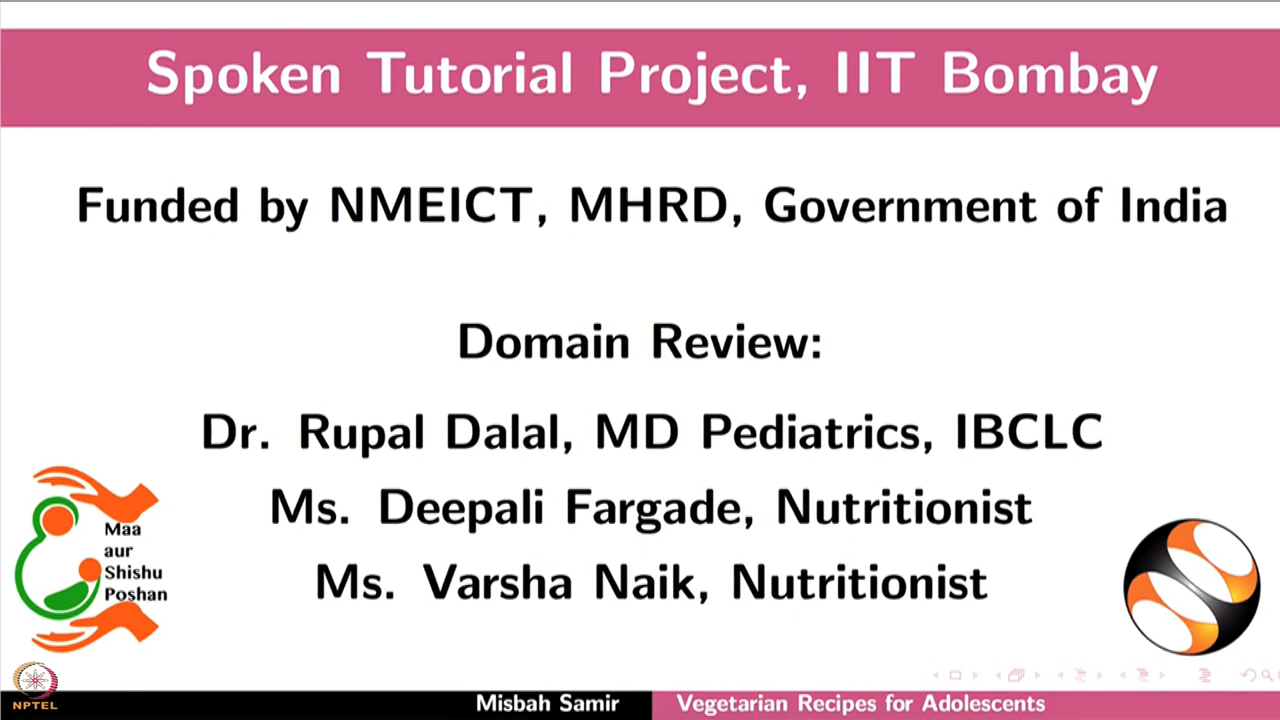 Spoken Tutorial Project, IIT Bombay
Funded by NMEICT, MHRD, Government of India
Domain Review:
Dr. Rupal Dalal, MD Pediatrics, IBCLC
Ms. Deepali Fargade, Nutritionist
Ms. Varsha Naik, Nutritionist
Maa
aur
Shishu
Poshan
NPTEL
Misbah Samir
Vegetarian Recipes for Adolescents